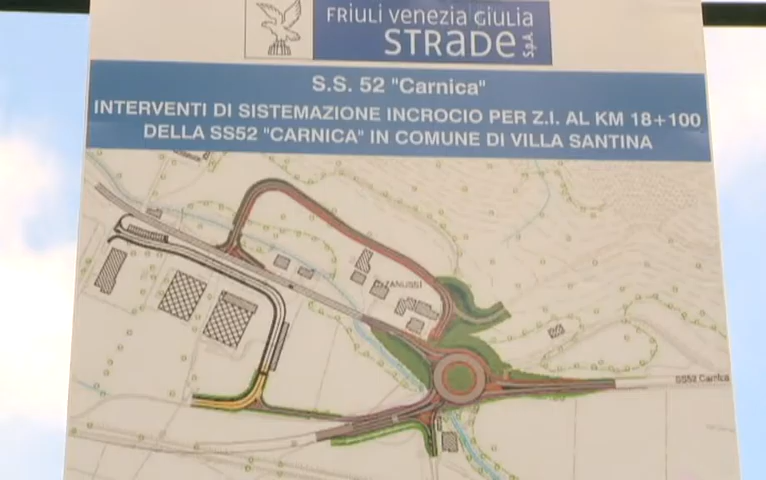 FRIULI VENEZIA GIULIA
STRADE S.p.A.
S.S. 52 "Carnica"
INTERVENTI DI SISTEMAZIONE INCROCIO PER Z.I. AL KM 18+100
DELLA SS52 "CARNICA" IN COMUNE DI VILLA SANTINA
ZANUSSI
SS52 Carnica